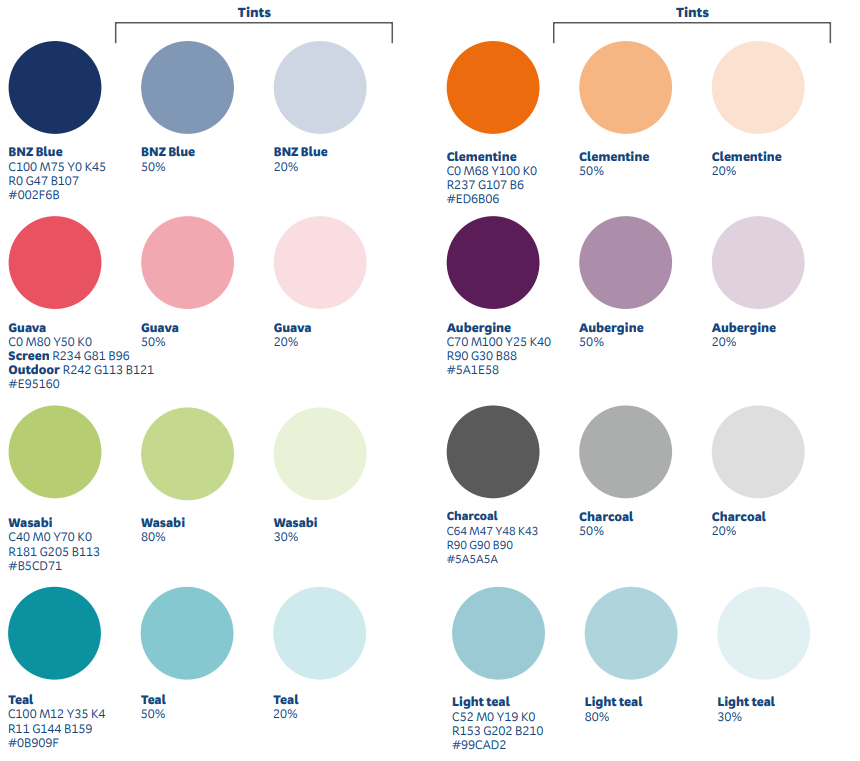 Tints
Tints
BNZ Blue
C100 M75 Y0 K45
R0 G47 B107
#002F6B
BNZ Blue
50%
BNZ Blue
20%
Clementine
C0 M68 Y100 K0
R237 G107 B6
#ED6B06
Clementine
50%
Clementine
20%
Guava
C0 M80 Y50 K0
Screen R234 G81 B96
Outdoor R242 G113 B121
#E95160
Guava
50%
Guava
20%
Aubergine
C70 M100 Y25 K40
R90 G30 B88
#5A1E58
Aubergine
50%
Aubergine
20%
Wasabi
C40 M0 Y70 K0
R181 G205 B113
#B5CD71
Wasabi
80%
Wasabi
30%
Charcoal
C64 M47 Y48 K43
R90 G90 B90
#5A5A5A
Charcoal
50%
Charcoal
20%
Teal
C100 M12 Y35 K4
R11 G144 B159
#0B909F
Teal
50%
Teal
20%
Light teal
C52 M0 Y19 K0
R153 G202 B210
#99CAD2
Light teal
80%
Light teal
30%